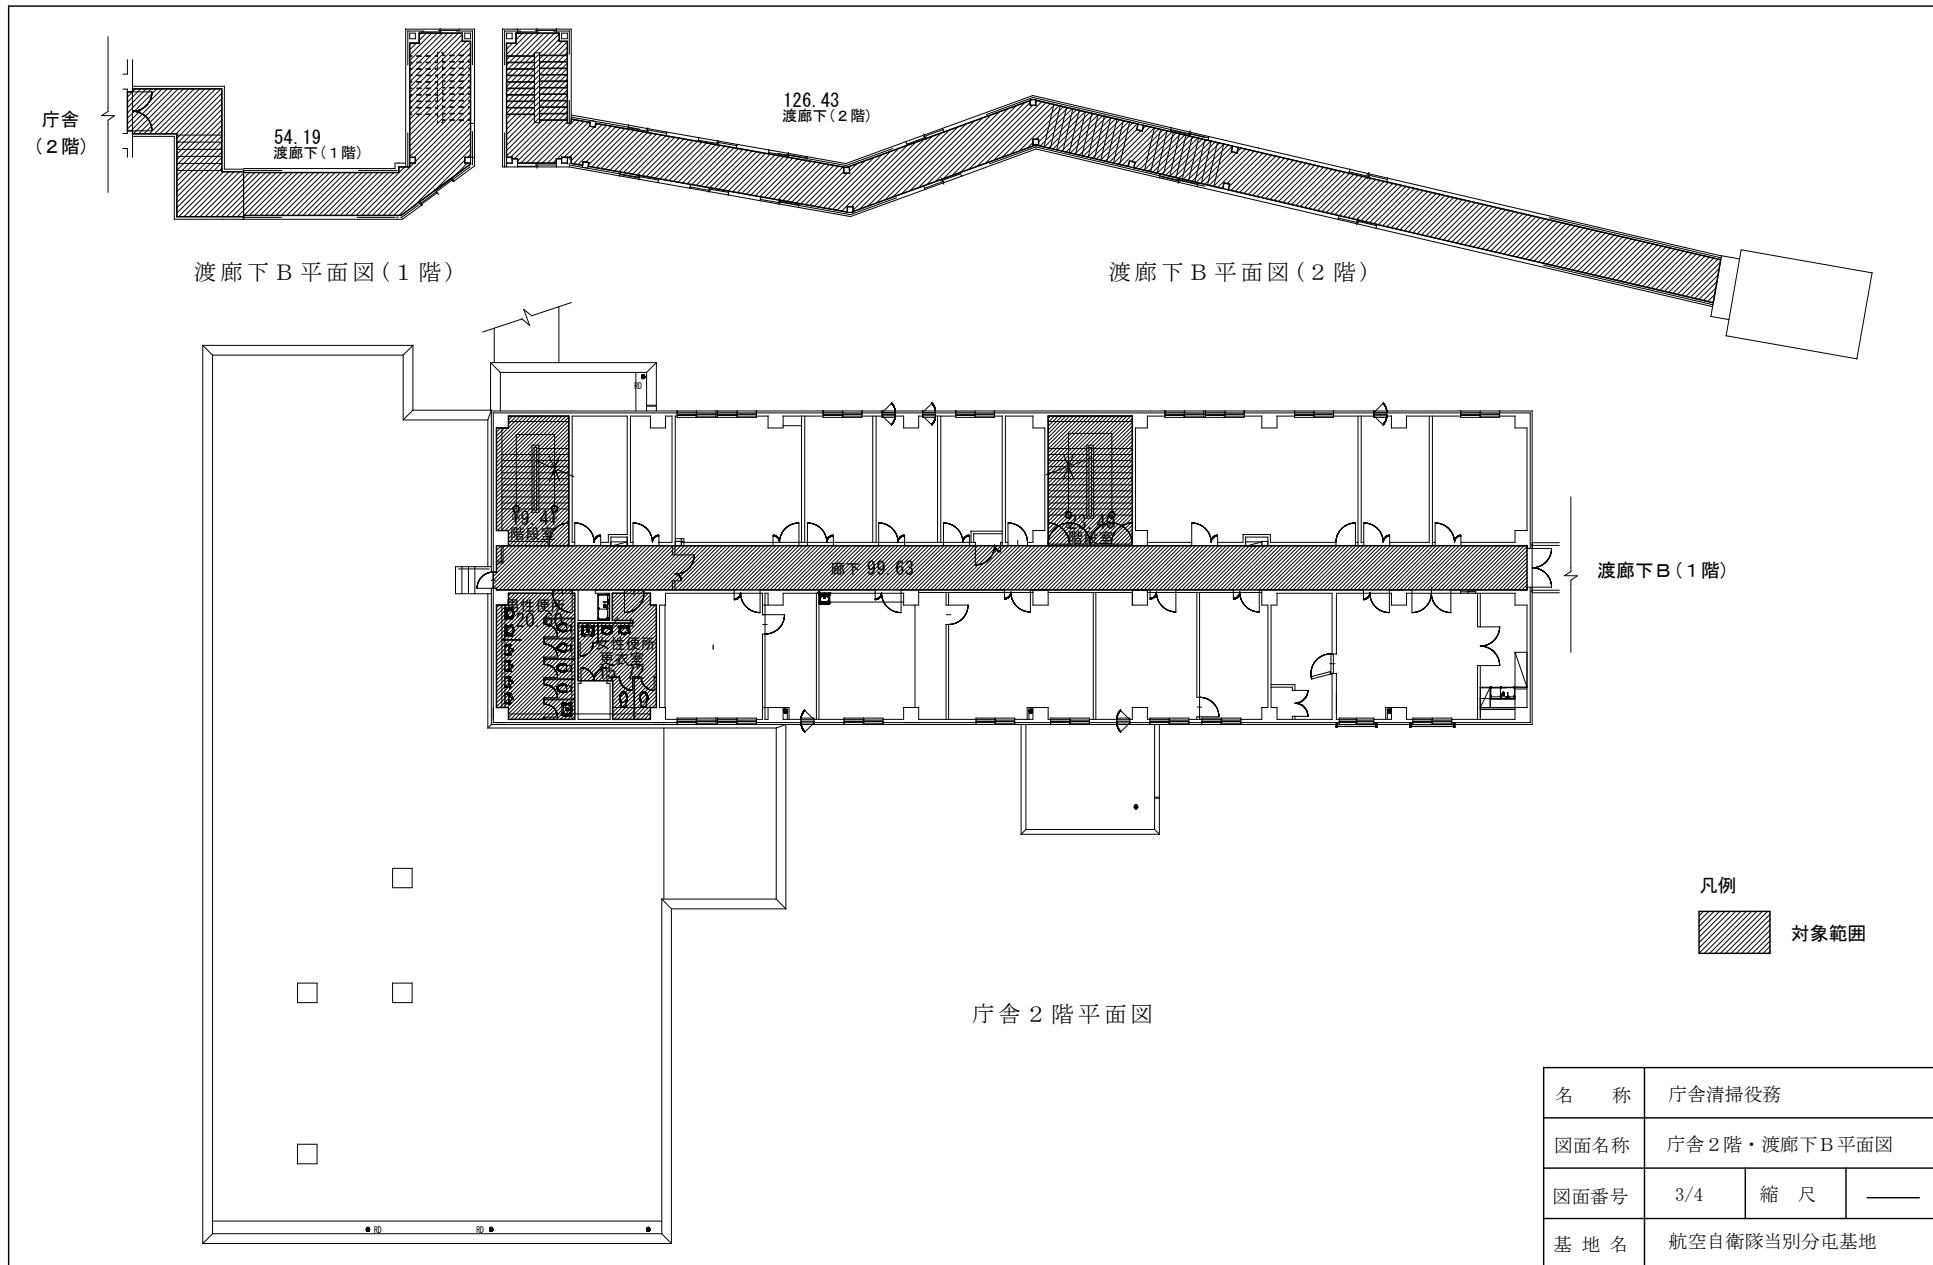 庁舎
(2階)
54.19
渡廊下(1階)
126.43
渡廊下(2階)
渡廊下B平面図(1階)
渡廊下B平面図(2階)
RD
19.41
階段室
階段室
廊下 99.63
渡廊下B(1階)
男性便所
女性便所
更衣室
凡例
対象範囲
庁舎2階平面図
RD
RD
名 称 庁舎清掃役務
図面名称 庁舎2階・渡廊下B平面図
図面番号 3/4 縮 尺
基 地 名 航空自衛隊当別分屯基地